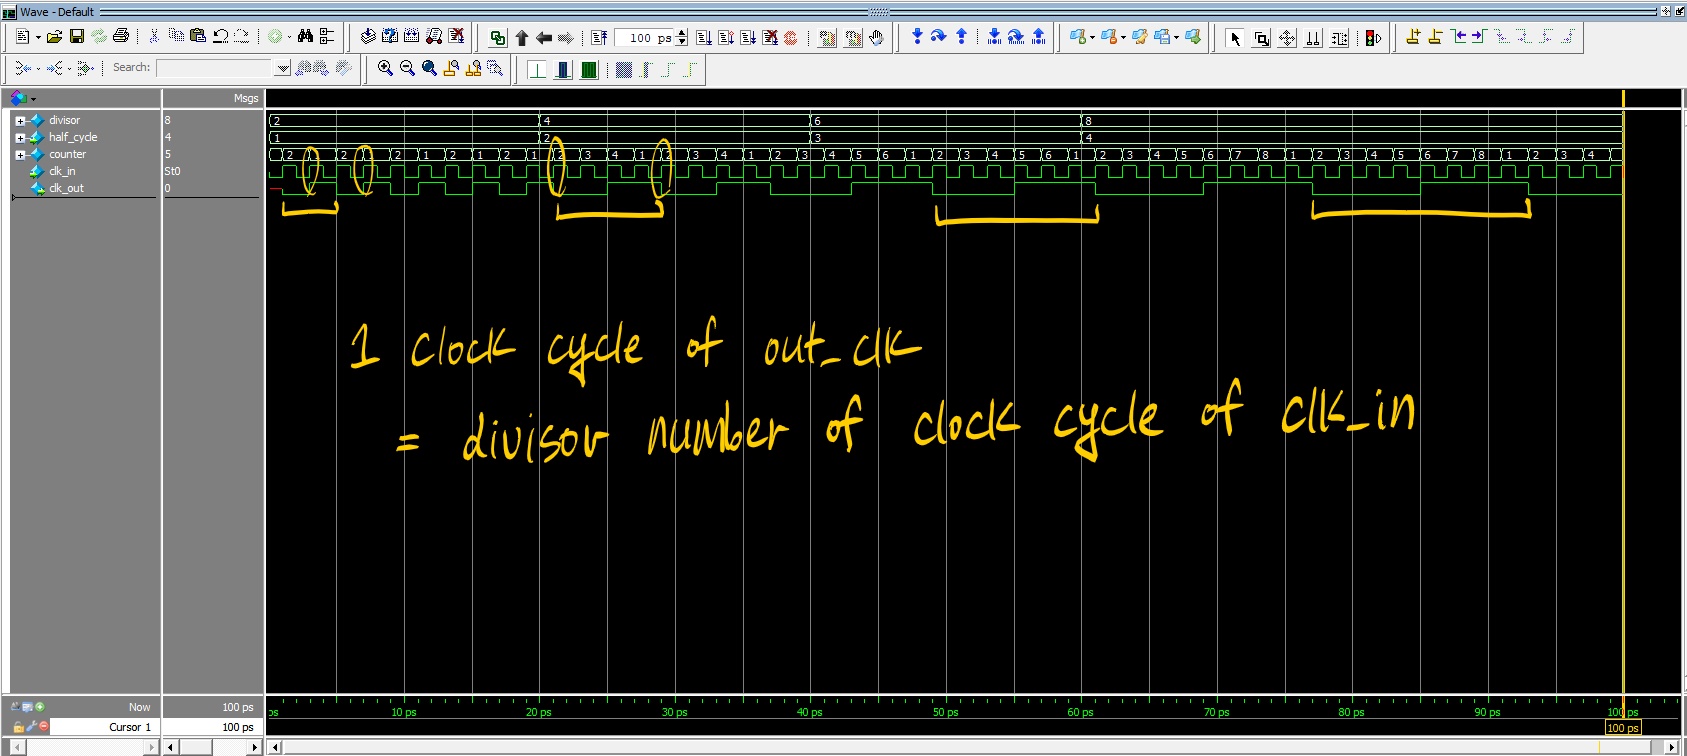 Wave - Default
100 ps
Search:
Msgs
divisor 8 2 4 6 8
half_cycle 4 1 2 3 4
counter 5 2 2 2 1 2 1 2 1 2 3 4 1 2 3 4 1 2 3 4 5 6 1 2 3 4 5 6 1 2 3 4 5 6 7 8 1 2 3 4 5 6 7 8 1 2 3 4
clk_in St0
clk_out 0
1 clock cycle of out_clk
= divisor number of clock cycle of clk_in
Now 100 ps
ps 10 ps 20 ps 30 ps 40 ps 50 ps 60 ps 70 ps 80 ps 90 ps 100 ps
Cursor 1 100 ps 100 ps